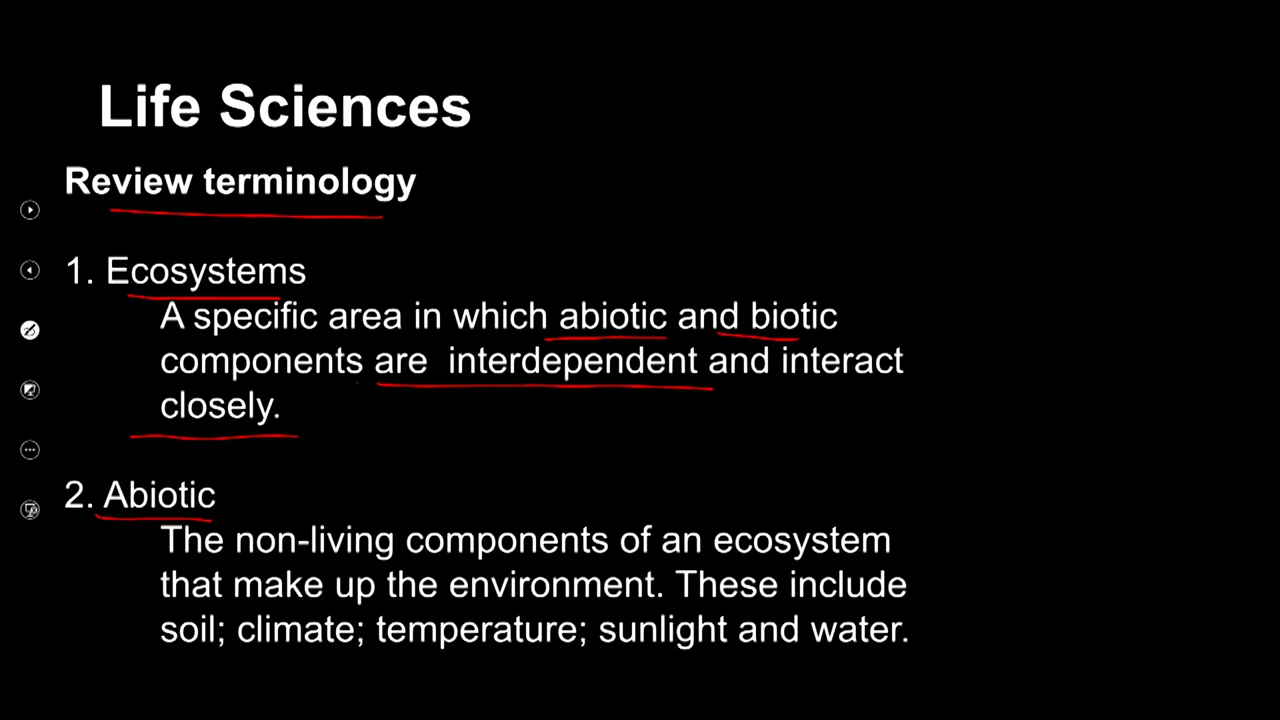 Life Sciences
Review terminology
1. Ecosystems
A specific area in which abiotic and biotic
components are  interdependent and interact
closely.
2. Abiotic
The non-living components of an ecosystem
that make up the environment. These include
soil; climate; temperature; sunlight and water.